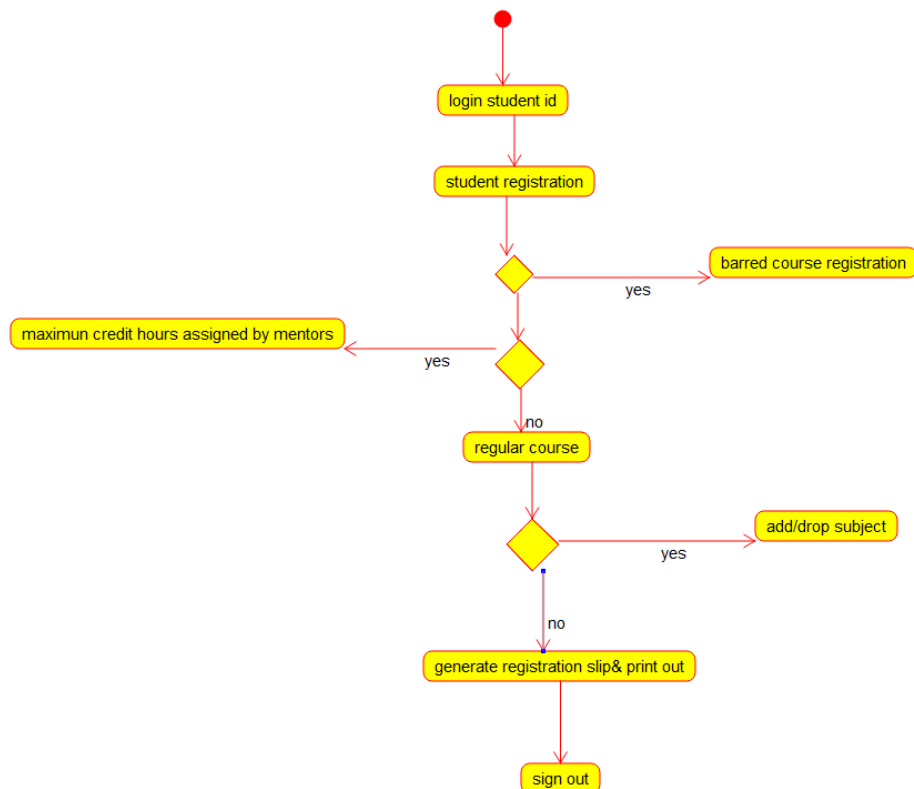 login student id
student registration
barred course registration
yes
maximun credit hours assigned by mentors
yes
no
regular course
add/drop subject
yes
no
generate registration slip& print out
sign out